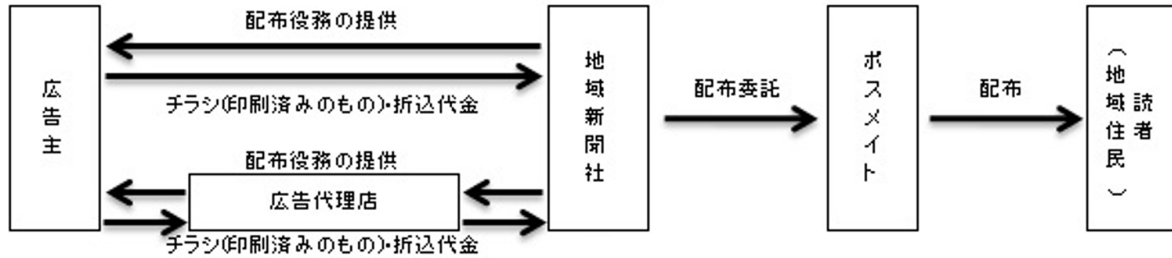 配布役務の提供
広告主
チラシ(印刷済みのもの)・折込代金
配布役務の提供
広告代理店
チラシ(印刷済みのもの)・折込代金
地域新聞社
配布委託
ポスメイト
配布
読者
(地域住民)